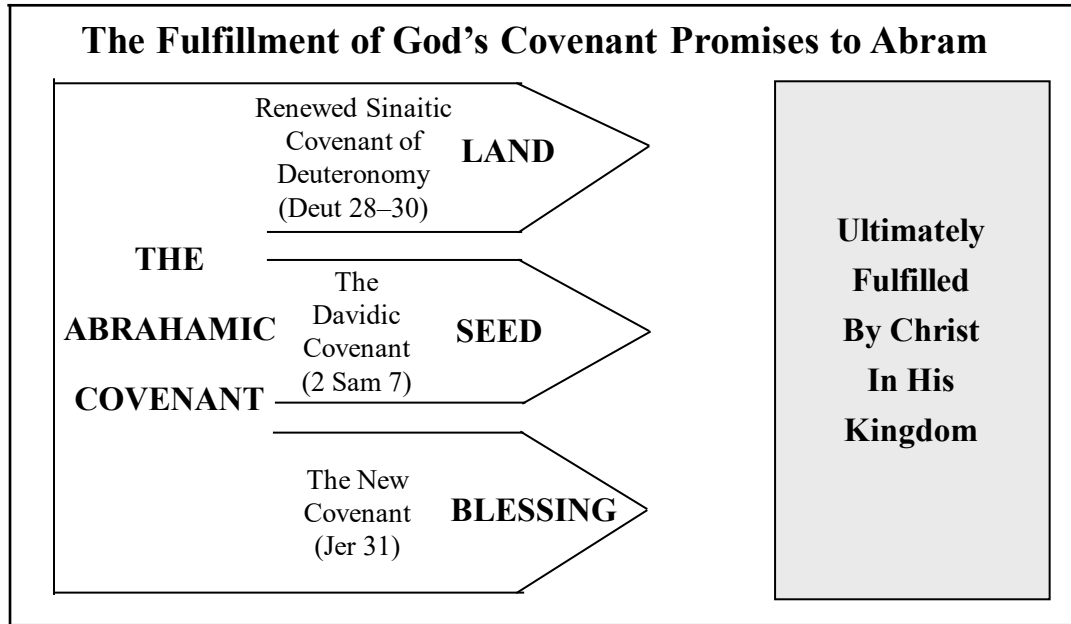 The Fulfillment of God’s Covenant Promises to Abram
THE
ABRAHAMIC
COVENANT
Renewed Sinaitic
Covenant of
Deuteronomy
(Deut 28–30)
LAND
The
Davidic
Covenant
(2 Sam 7)
SEED
The New
Covenant
(Jer 31)
BLESSING
Ultimately
Fulfilled
By Christ
In His
Kingdom